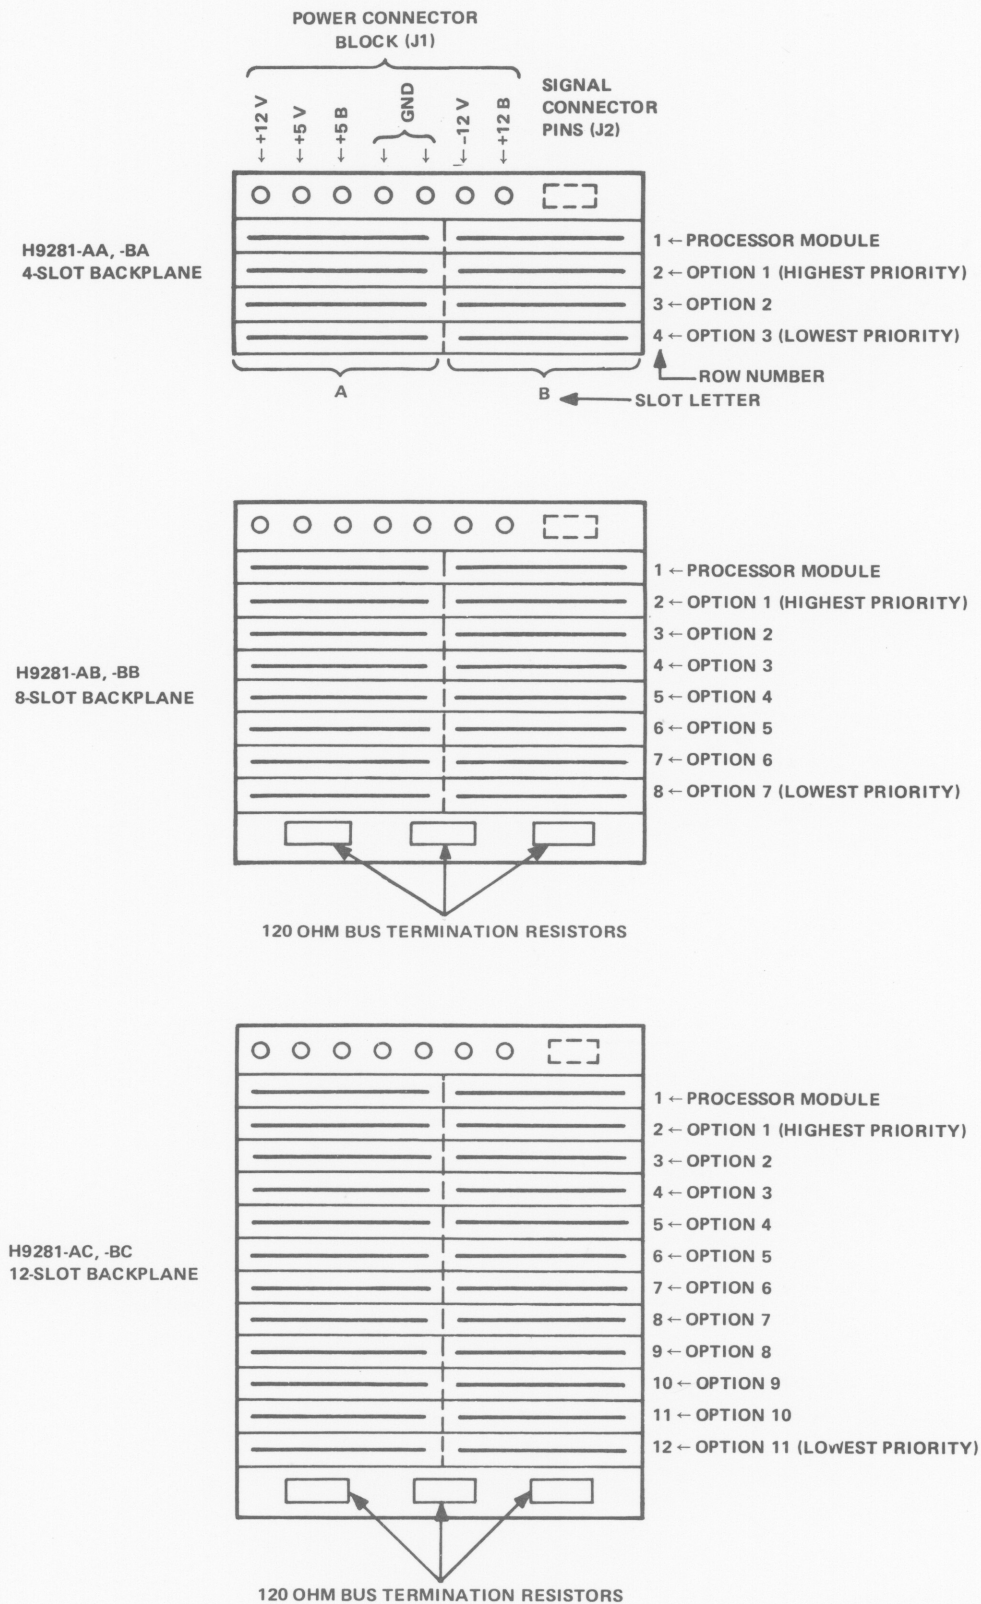 POWER CONNECTOR
BLOCK (J1)
←+12 V
←+5 V
←+5 B
GND
←
←
←-12 V
←+12 B
SIGNAL
CONNECTOR
PINS (J2)
H9281-AA, -BA
4-SLOT BACKPLANE
1 ← PROCESSOR MODULE
2 ← OPTION 1 (HIGHEST PRIORITY)
3 ← OPTION 2
4 ← OPTION 3 (LOWEST PRIORITY)
ROW NUMBER
A
B
SLOT LETTER
H9281-AB, -BB
8-SLOT BACKPLANE
1 ← PROCESSOR MODULE
2 ← OPTION 1 (HIGHEST PRIORITY)
3 ← OPTION 2
4 ← OPTION 3
5 ← OPTION 4
6 ← OPTION 5
7 ← OPTION 6
8 ← OPTION 7 (LOWEST PRIORITY)
120 OHM BUS TERMINATION RESISTORS
H9281-AC, -BC
12-SLOT BACKPLANE
1 ← PROCESSOR MODULE
2 ← OPTION 1 (HIGHEST PRIORITY)
3 ← OPTION 2
4 ← OPTION 3
5 ← OPTION 4
6 ← OPTION 5
7 ← OPTION 6
8 ← OPTION 7
9 ← OPTION 8
10 ← OPTION 9
11 ← OPTION 10
12 ← OPTION 11 (LOWEST PRIORITY)
120 OHM BUS TERMINATION RESISTORS